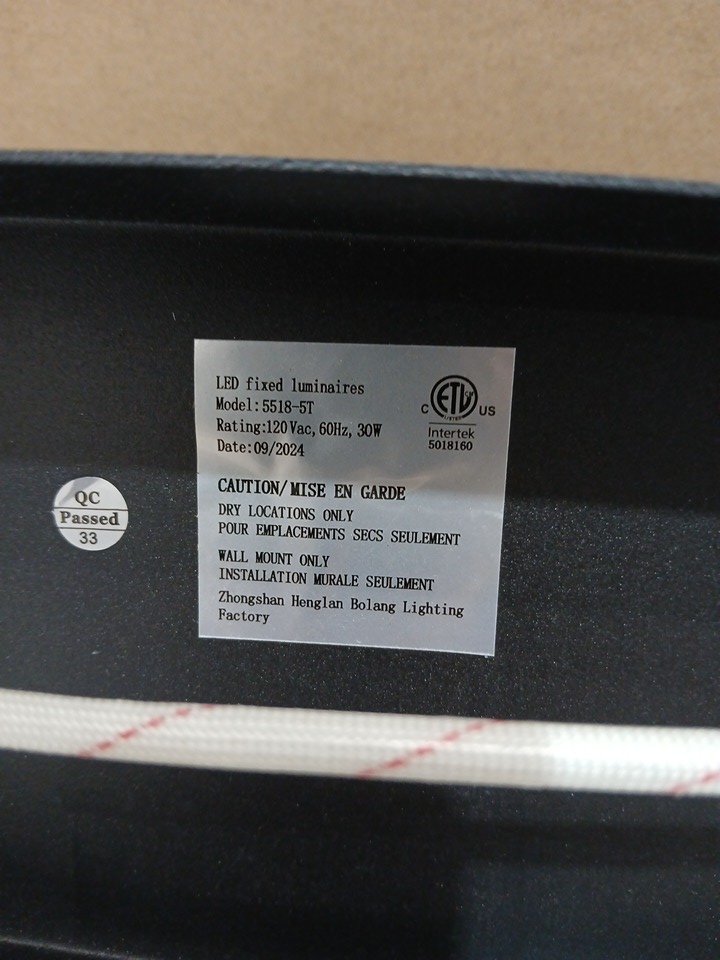 LED fixed luminaires
Model:5518-5T
Rating:120Vac,60Hz,30W
Date:09/2024
C ETL US
LISTED
Intertek
5018160
CAUTION/MISE EN GARDE
DRY LOCATIONS ONLY
POUR EMPLACEMENTS SECS SEULEMENT
WALL MOUNT ONLY
INSTALLATION MURALE SEULEMENT
Zhongshan Henglan Bolang Lighting
Factory
QC
Passed
33